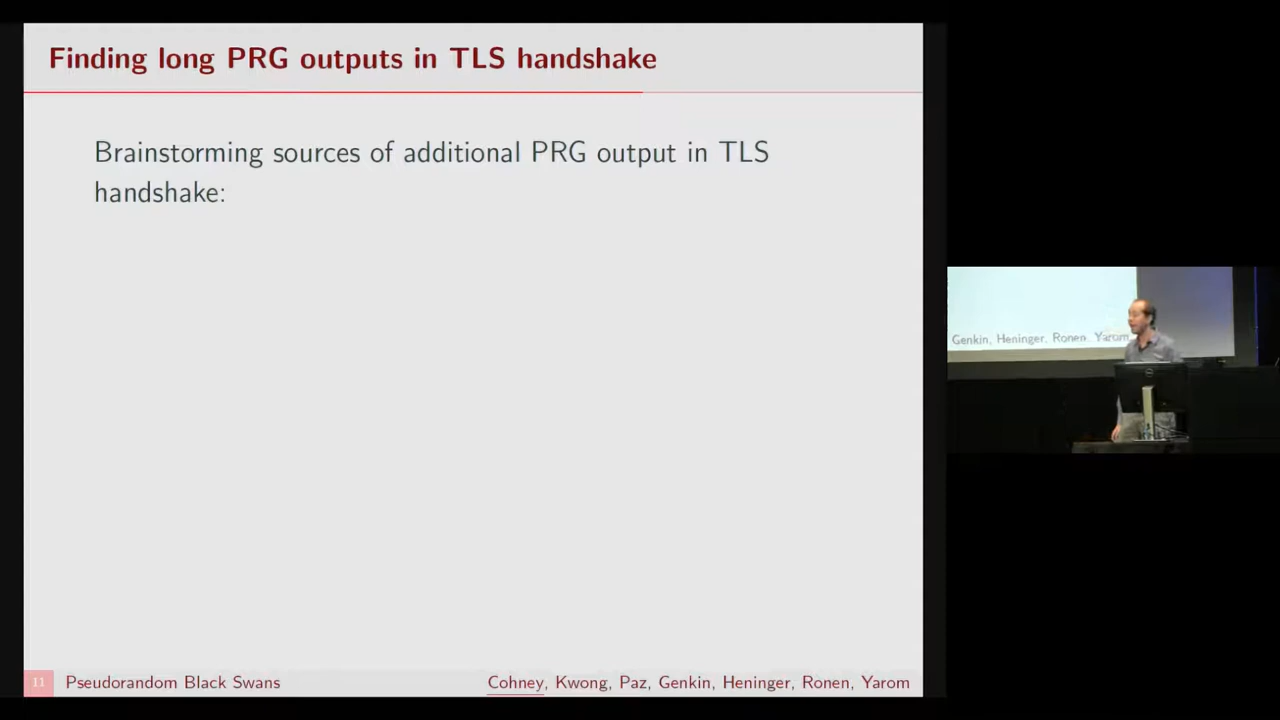 Finding long PRG outputs in TLS handshake
Brainstorming sources of additional PRG output in TLS
handshake:
11 Pseudorandom Black Swans
Cohney, Kwong, Paz, Genkin, Heninger, Ronen, Yarom
Genkin, Heninger, Ronen, Yarom